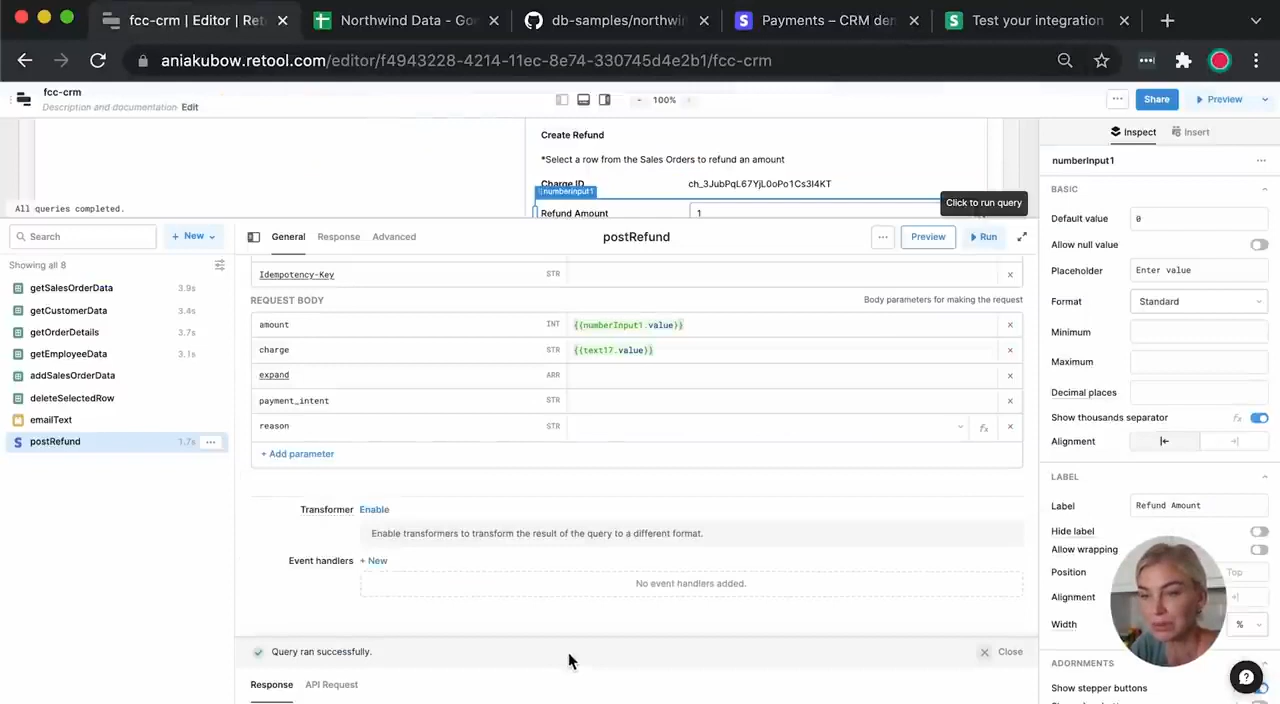 fcc-crm | Editor | Ret
Northwind Data - Goo
db-samples/northwin
Payments – CRM dem
Test your integration
aniakubow.retool.com/editor/f4943228-4214-11ec-8e74-330745d4e2b1/fcc-crm
fcc-crm
Description and documentation Edit
- 100% +
Share
Preview
Create Refund
*Select a row from the Sales Orders to refund an amount
Charge ID ch_3JubPqL67YjL0oPo1Cs3I4KT
numberInput1
Refund Amount 1
Click to run query
All queries completed.
Search
+ New
General Response Advanced
postRefund
Preview
Run
Showing all 8
getSalesOrderData 3.9s
getCustomerData 3.4s
getOrderDetails 3.7s
getEmployeeData 3.1s
addSalesOrderData
deleteSelectedRow
emailText
postRefund 1.7s
Idempotency-Key STR
REQUEST BODY Body parameters for making the request
amount INT {{numberInput1.value}}
charge STR {{text17.value}}
expand ARR
payment_intent STR
reason STR fx
+ Add parameter
Transformer Enable
Enable transformers to transform the result of the query to a different format.
Event handlers + New
No event handlers added.
Query ran successfully.
Close
Response API Request
Inspect Insert
numberInput1
BASIC
Default value 0
Allow null value
Placeholder Enter value
Format Standard
Minimum
Maximum
Decimal places
Show thousands separator fx
Alignment
LABEL
Label Refund Amount
Hide label
Allow wrapping
Position Top
Alignment
Width %
ADORNMENTS
Show stepper buttons